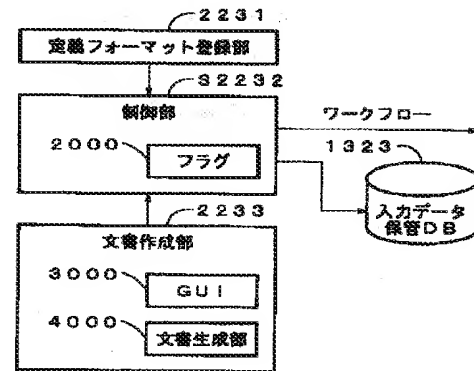 2231
定義フォーマット登録部
S2232
制御部
ワークフロー
2000
フラグ
1323
入力データ
保管DB
2233
文書作成部
3000
GUI
4000
文書生成部